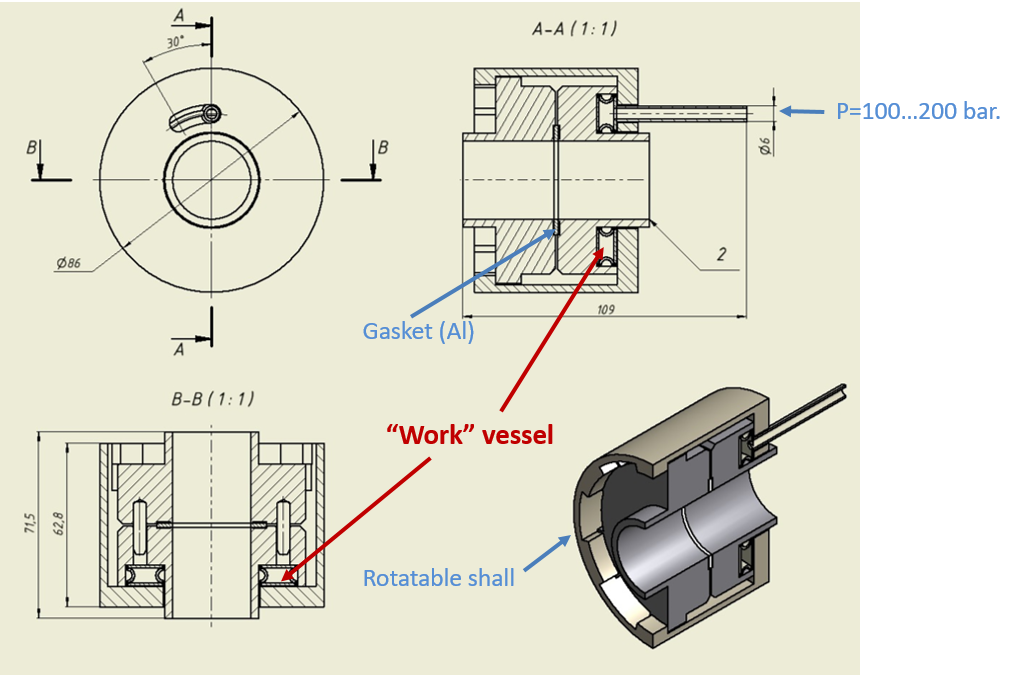 A
A-A (1:1)
30°
P=100…200 bar.
B
B
Ø6
2
Ø86
109
Gasket (Al)
A
B-B (1:1)
“Work” vessel
71,5
62,8
Rotatable shall